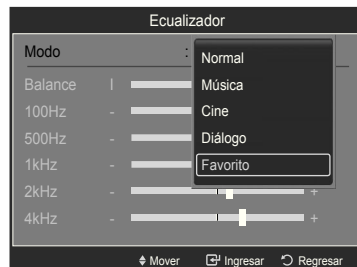 Ecualizador
Modo :
Normal
Música
Cine
Diálogo
Favorito
Balance I
100Hz -
500Hz -
1kHz -
2kHz - +
4kHz - +
Mover Ingresar Regresar